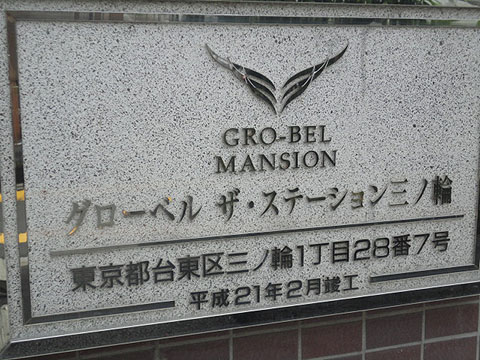 GRO-BEL
MANSION
グローベル ザ・ステーション三ノ輪
東京都台東区三ノ輪1丁目28番7号
平成21年2月竣工